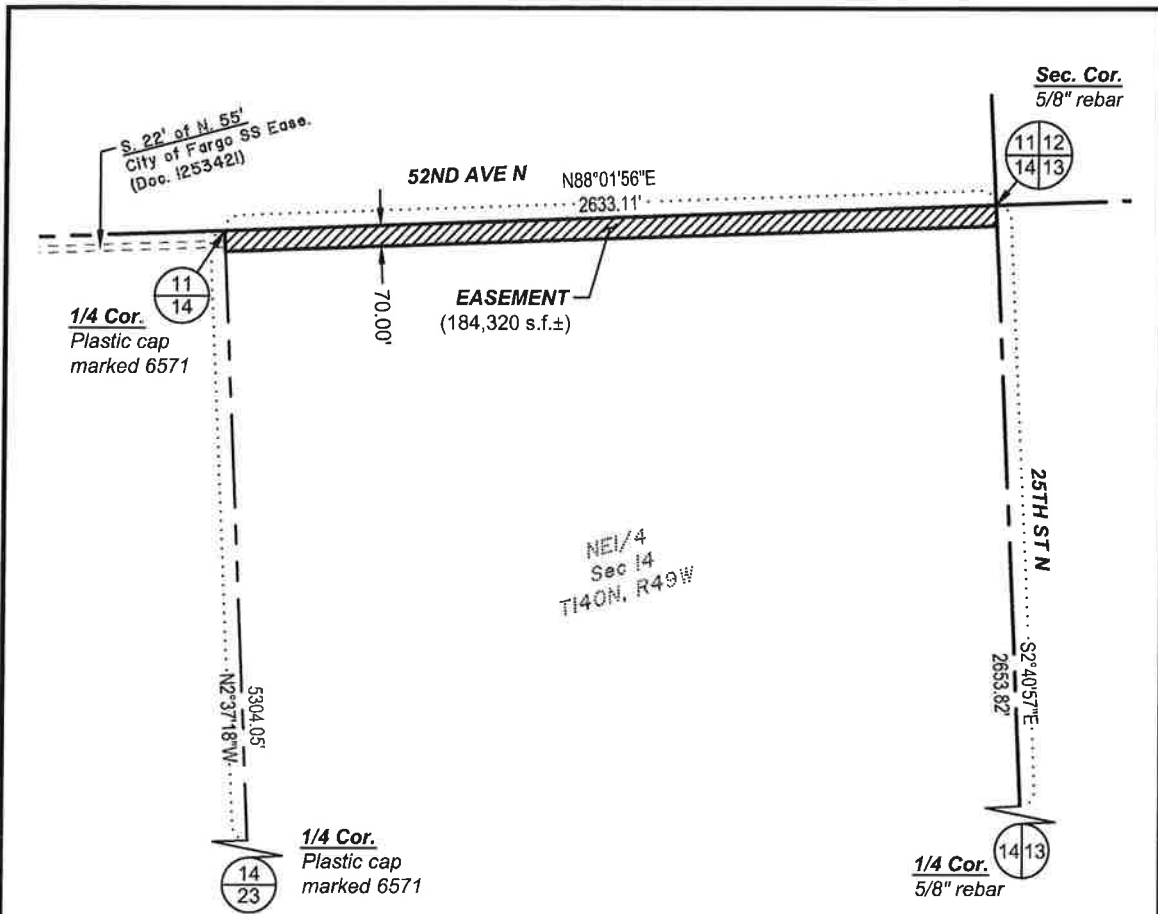 Sec. Cor.
5/8" rebar
11 12
14 13
S. 22' of N. 55'
City of Fargo SS Ease.
(Doc. 1253421)
52ND AVE N
N88°01'56"E
2633.11'
11
14
1/4 Cor.
Plastic cap
marked 6571
70.00'
EASEMENT
(184,320 s.f.±)
25TH ST N
NE1/4
Sec 14
T140N, R49W
5304.05'
N2°37'18"W
S2°40'57"E
2653.82'
1/4 Cor.
Plastic cap
marked 6571
14
23
14 13
1/4 Cor.
5/8" rebar